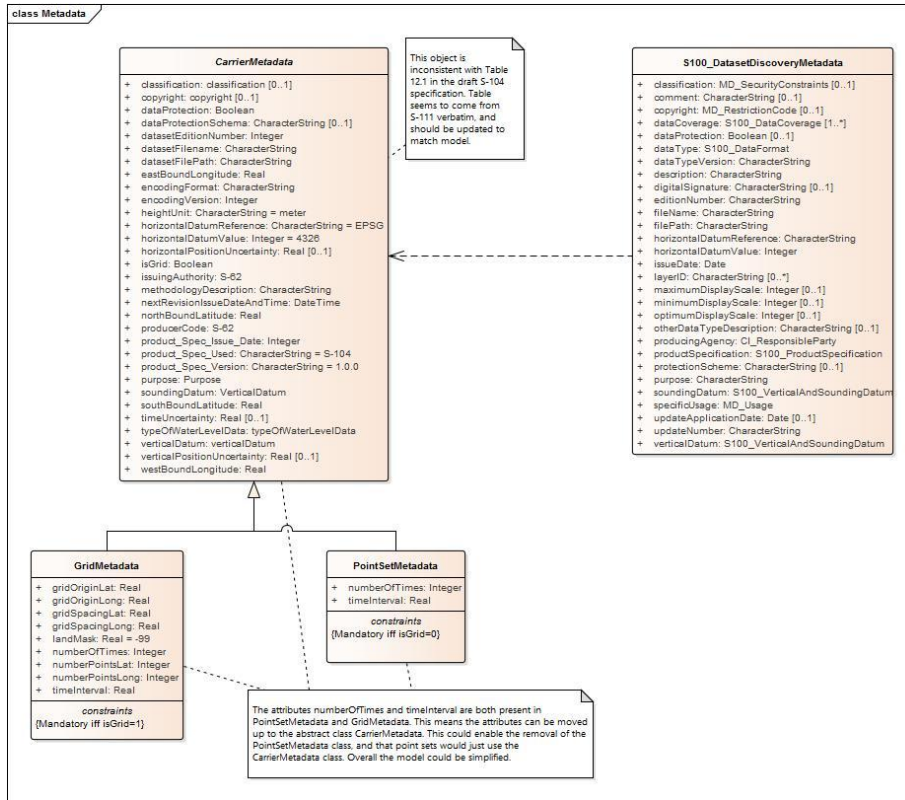 class Metadata
CarrierMetadata
+ classification: classification [0..1]
+ copyright: copyright [0..1]
+ dataProtection: Boolean
+ dataProtectionSchema: CharacterString [0..1]
+ datasetEditionNumber: Integer
+ datasetFilename: CharacterString
+ datasetFilePath: CharacterString
+ eastBoundLongitude: Real
+ encodingFormat: CharacterString
+ encodingVersion: Integer
+ heightUnit: CharacterString = meter
+ horizontalDatumReference: CharacterString = EPSG
+ horizontalDatumValue: Integer = 4326
+ horizontalPositionUncertainty: Real [0..1]
+ isGrid: Boolean
+ issuingAuthority: S-62
+ methodologyDescription: CharacterString
+ nextRevisionIssueDateAndTime: DateTime
+ northBoundLatitude: Real
+ producerCode: S-62
+ product_Spec_Issue_Date: Integer
+ product_Spec_Used: CharacterString = S-104
+ product_Spec_Version: CharacterString = 1.0.0
+ purpose: Purpose
+ soundingDatum: VerticalDatum
+ southBoundLatitude: Real
+ timeUncertainty: Real [0..1]
+ typeOfWaterLevelData: typeOfWaterLevelData
+ verticalDatum: verticalDatum
+ verticalPositionUncertainty: Real [0..1]
+ westBoundLongitude: Real
This object is
inconsistent with Table
12.1 in the draft S-104
specification. Table
seems to come from
S-111 verbatim, and
should be updated to
match model.
S100_DatasetDiscoveryMetadata
+ classification: MD_SecurityConstraints [0..1]
+ comment: CharacterString [0..1]
+ copyright: MD_RestrictionCode [0..1]
+ dataCoverage: S100_DataCoverage [1..*]
+ dataProtection: Boolean [0..1]
+ dataType: S100_DataFormat
+ dataTypeVersion: CharacterString
+ description: CharacterString
+ digitalSignature: CharacterString [0..1]
+ editionNumber: CharacterString
+ fileName: CharacterString
+ filePath: CharacterString
+ horizontalDatumReference: CharacterString
+ horizontalDatumValue: Integer
+ issueDate: Date
+ layerID: CharacterString [0..*]
+ maximumDisplayScale: Integer [0..1]
+ minimumDisplayScale: Integer [0..1]
+ optimumDisplayScale: Integer [0..1]
+ otherDataTypeDescription: CharacterString [0..1]
+ producingAgency: CI_ResponsibleParty
+ productSpecification: S100_ProductSpecification
+ protectionScheme: CharacterString [0..1]
+ purpose: CharacterString
+ soundingDatum: S100_VerticalAndSoundingDatum
+ specificUsage: MD_Usage
+ updateApplicationDate: Date [0..1]
+ updateNumber: CharacterString
+ verticalDatum: S100_VerticalAndSoundingDatum
GridMetadata
+ gridOriginLat: Real
+ gridOriginLong: Real
+ gridSpacingLat: Real
+ gridSpacingLong: Real
+ landMask: Real = -99
+ numberOfTimes: Integer
+ numberPointsLat: Integer
+ numberPointsLong: Integer
+ timeInterval: Real
constraints
{Mandatory iff isGrid=1}
PointSetMetadata
+ numberOfTimes: Integer
+ timeInterval: Real
constraints
{Mandatory iff isGrid=0}
The attributes numberOfTimes and timeInterval are both present in
PointSetMetadata and GridMetadata. This means the attributes can be moved
up to the abstract class CarrierMetadata. This could enable the removal of the
PointSetMetadata class, and that point sets would just use the
CarrierMetadata class. Overall the model could be simplified.